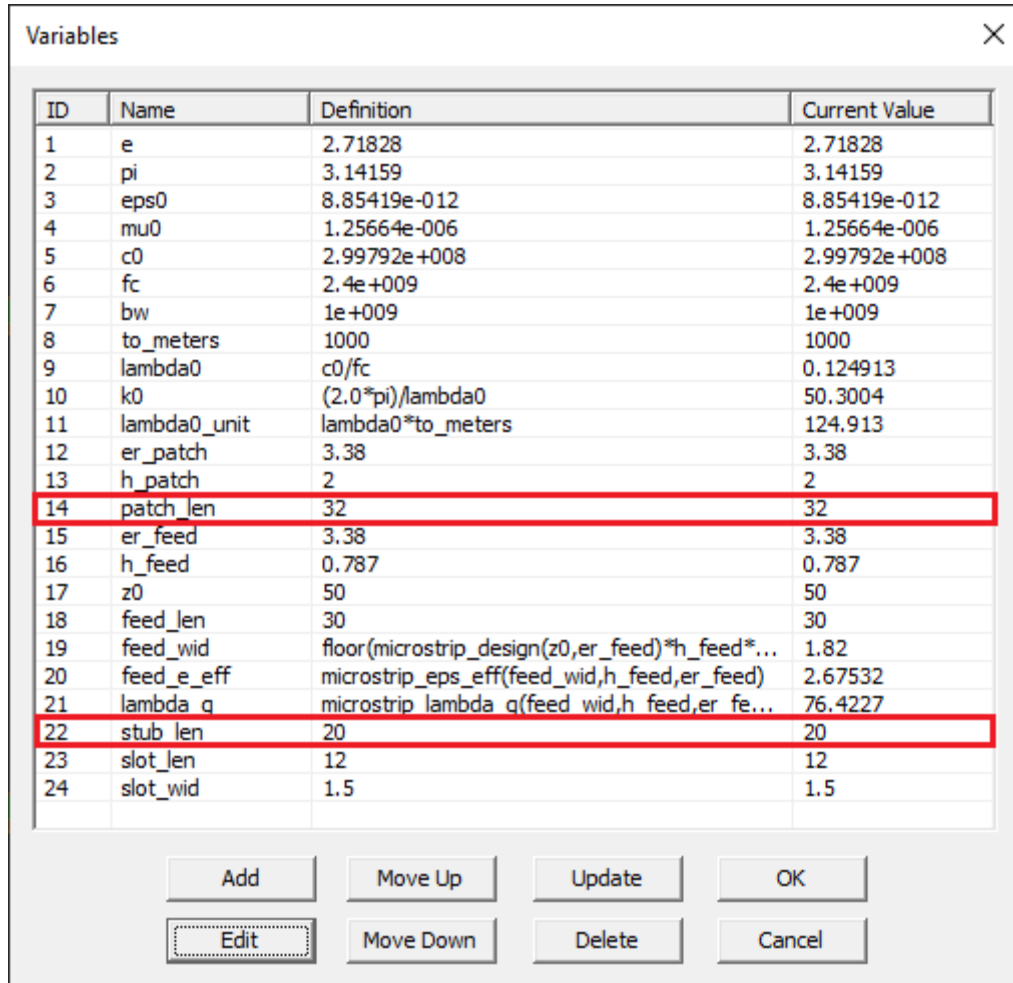 Variables
ID Name Definition Current Value
1 e 2.71828 2.71828
2 pi 3.14159 3.14159
3 eps0 8.85419e-012 8.85419e-012
4 mu0 1.25664e-006 1.25664e-006
5 c0 2.99792e+008 2.99792e+008
6 fc 2.4e+009 2.4e+009
7 bw 1e+009 1e+009
8 to_meters 1000 1000
9 lambda0 c0/fc 0.124913
10 k0 (2.0*pi)/lambda0 50.3004
11 lambda0_unit lambda0*to_meters 124.913
12 er_patch 3.38 3.38
13 h_patch 2 2
14 patch_len 32 32
15 er_feed 3.38 3.38
16 h_feed 0.787 0.787
17 z0 50 50
18 feed_len 30 30
19 feed_wid floor(microstrip_design(z0,er_feed)*h_feed*... 1.82
20 feed_e_eff microstrip_eps_eff(feed_wid,h_feed,er_feed) 2.67532
21 lambda_g microstrip_lambda_g(feed_wid,h_feed,er_fe... 76.4227
22 stub_len 20 20
23 slot_len 12 12
24 slot_wid 1.5 1.5
Add Move Up Update OK
Edit Move Down Delete Cancel